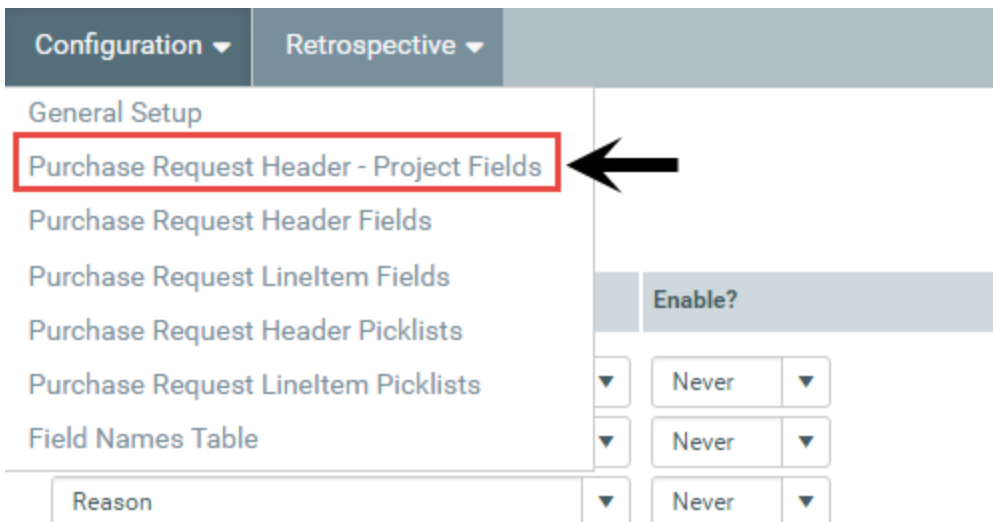 Configuration Retrospective
General Setup
Purchase Request Header - Project Fields
Purchase Request Header Fields
Purchase Request LineItem Fields
Enable?
Purchase Request Header Picklists
Purchase Request LineItem Picklists
Never
Field Names Table
Never
Reason Never